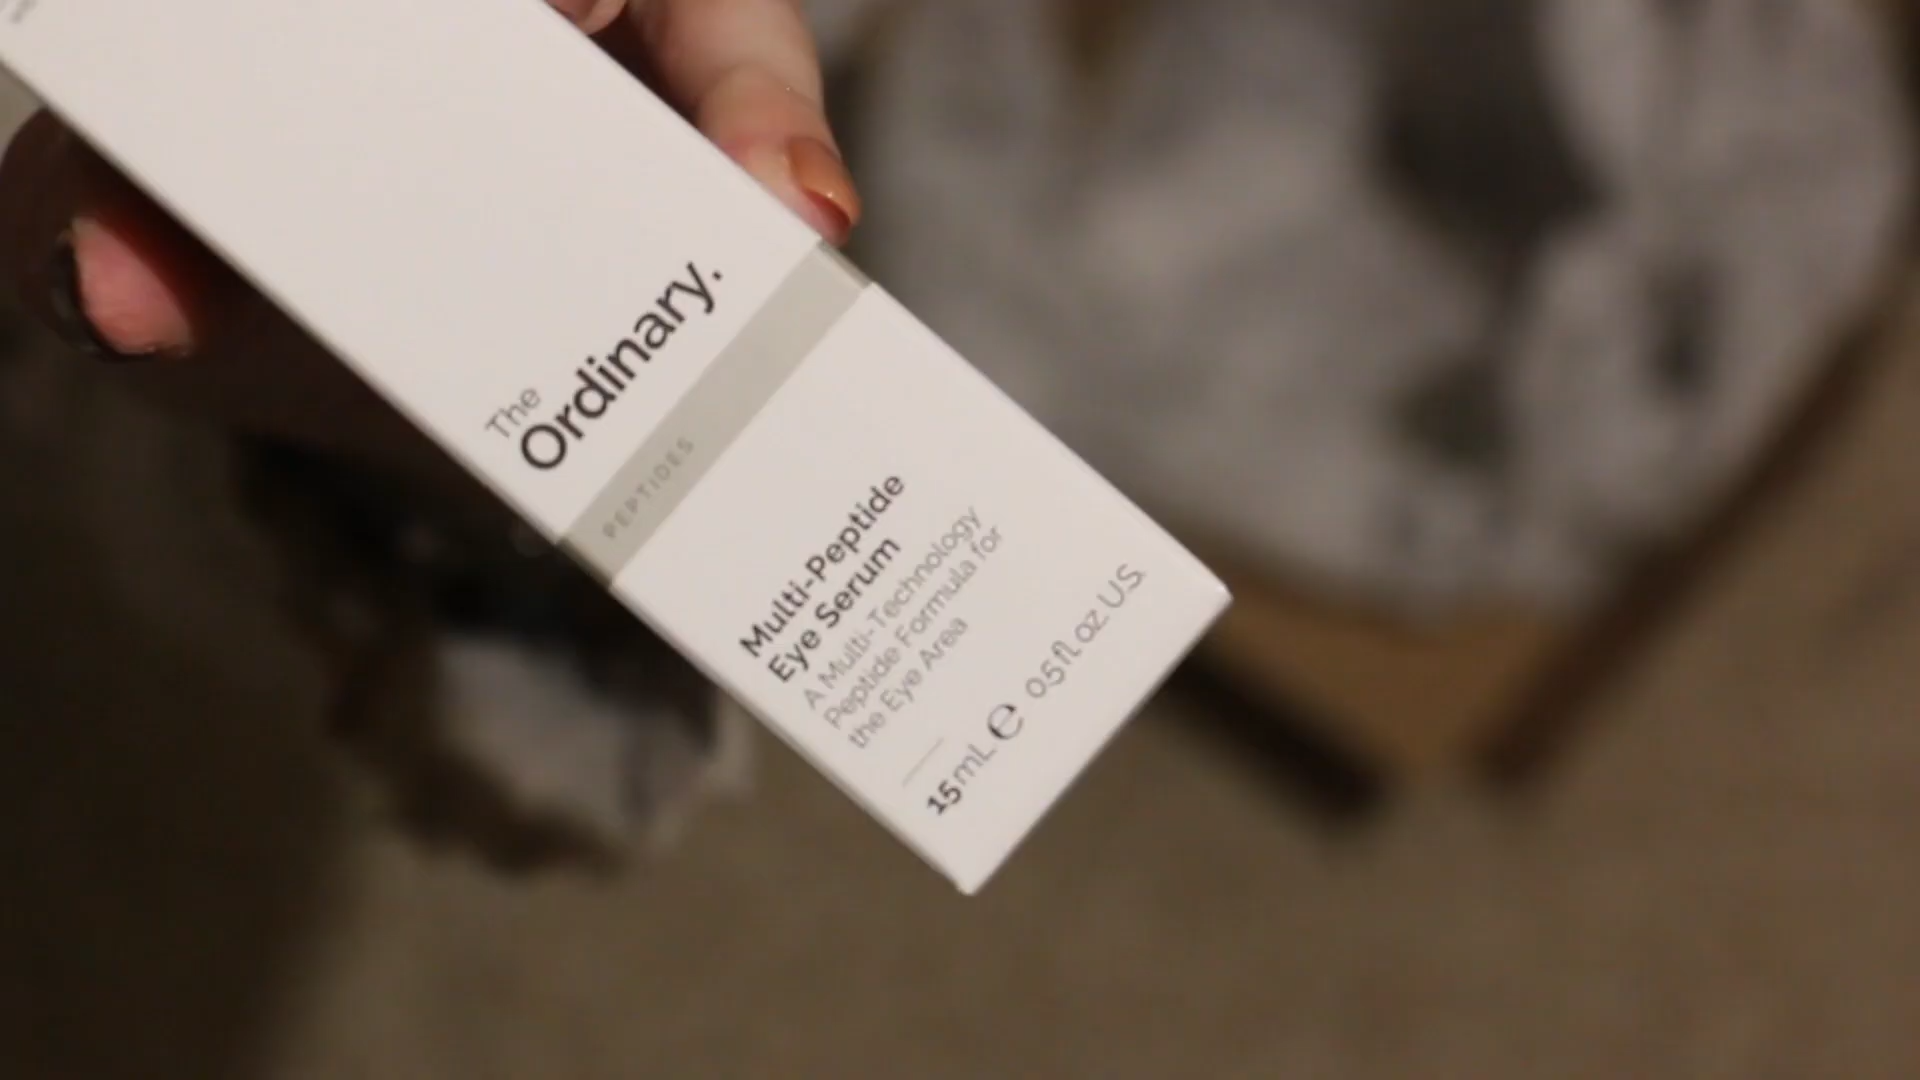 The
Ordinary.
PEPTIDES
Multi-Peptide
Eye Serum
A Multi-Technology
Peptide Formula for
the Eye Area
15mL e 0.5 fl oz U.S.